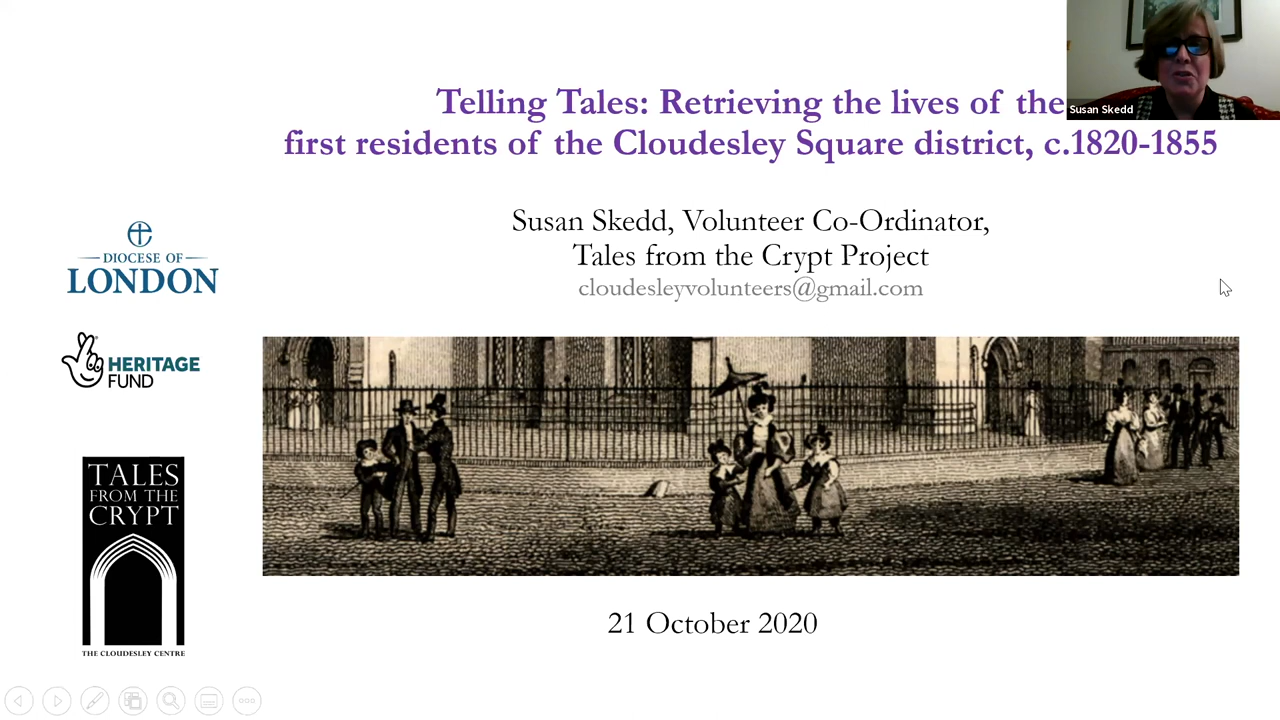 Telling Tales: Retrieving the lives of the
first residents of the Cloudesley Square district, c.1820-1855
Susan Skedd
Susan Skedd, Volunteer Co-Ordinator,
Tales from the Crypt Project
cloudesleyvolunteers@gmail.com
DIOCESE OF
LONDON
HERITAGE
FUND
TALES
FROM THE
CRYPT
THE CLOUDESLEY CENTRE
21 October 2020